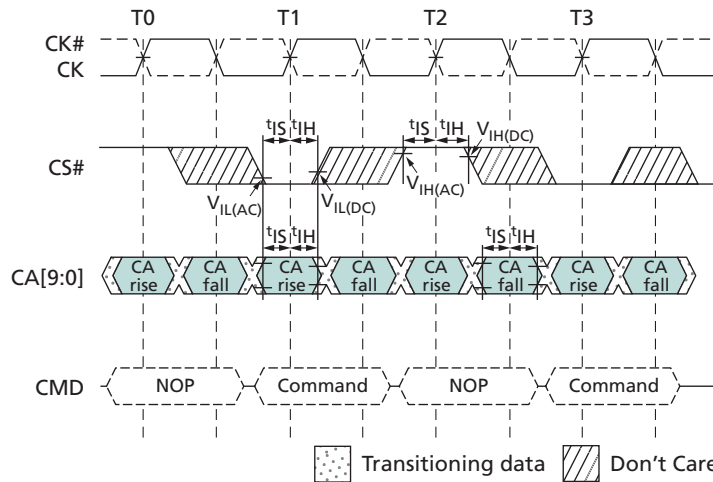 T0 T1 T2 T3
CK#
CK
tIS tIH tIS tIH
VIH(DC)
CS#
VIL(AC) VIL(DC) VIH(AC)
tIS tIH tIS tIH
CA[9:0]
CA rise CA fall CA rise CA fall CA rise CA fall CA rise CA fall
CMD NOP Command NOP Command
Transitioning data Don't Care